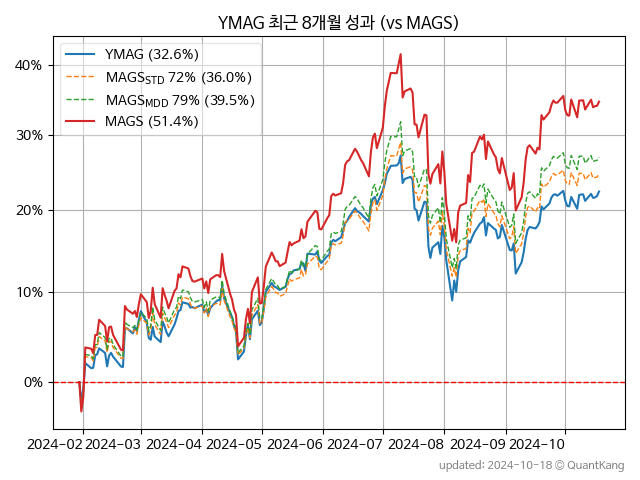 YMAG 최근 8개월 성과 (vs MAGS)
YMAG (32.6%)
MAGSSTD 72% (36.0%)
MAGSMDD 79% (39.5%)
MAGS (51.4%)
40%
30%
20%
10%
0%
2024-02 2024-03 2024-04 2024-05 2024-06 2024-07 2024-08 2024-09 2024-10
updated: 2024-10-18 © QuantKang